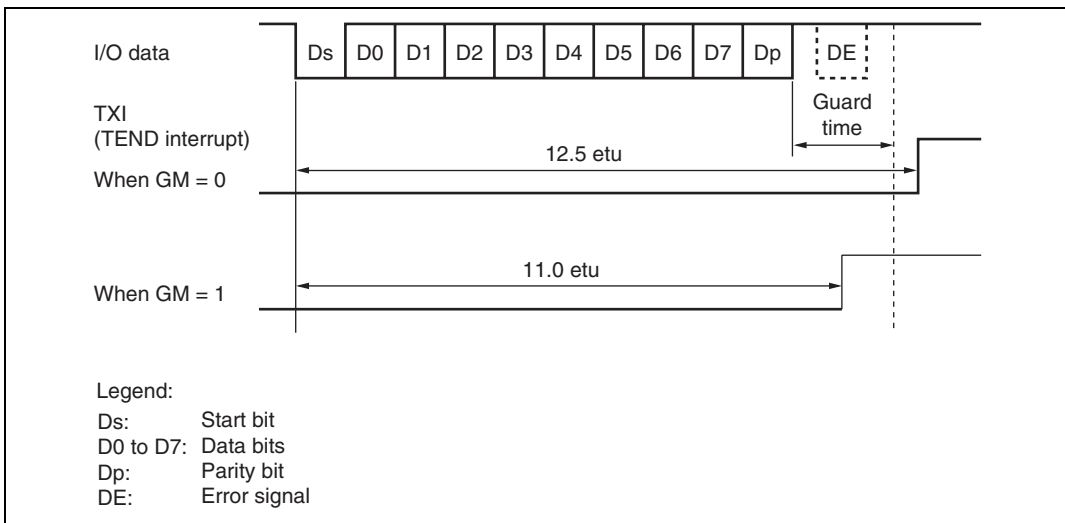 I/O data
Ds D0 D1 D2 D3 D4 D5 D6 D7 Dp DE
Guard
time
TXI
(TEND interrupt)
12.5 etu
When GM = 0
11.0 etu
When GM = 1
Legend:
Ds: Start bit
D0 to D7: Data bits
Dp: Parity bit
DE: Error signal